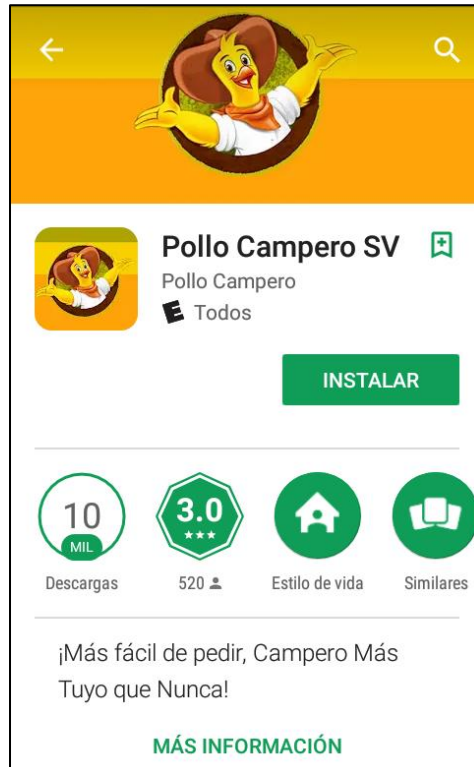 Pollo Campero SV
Pollo Campero
E Todos
INSTALAR
10
MIL
Descargas
3.0
520
Estilo de vida
Similares
¡Más fácil de pedir, Campero Más
Tuyo que Nunca!
MÁS INFORMACIÓN